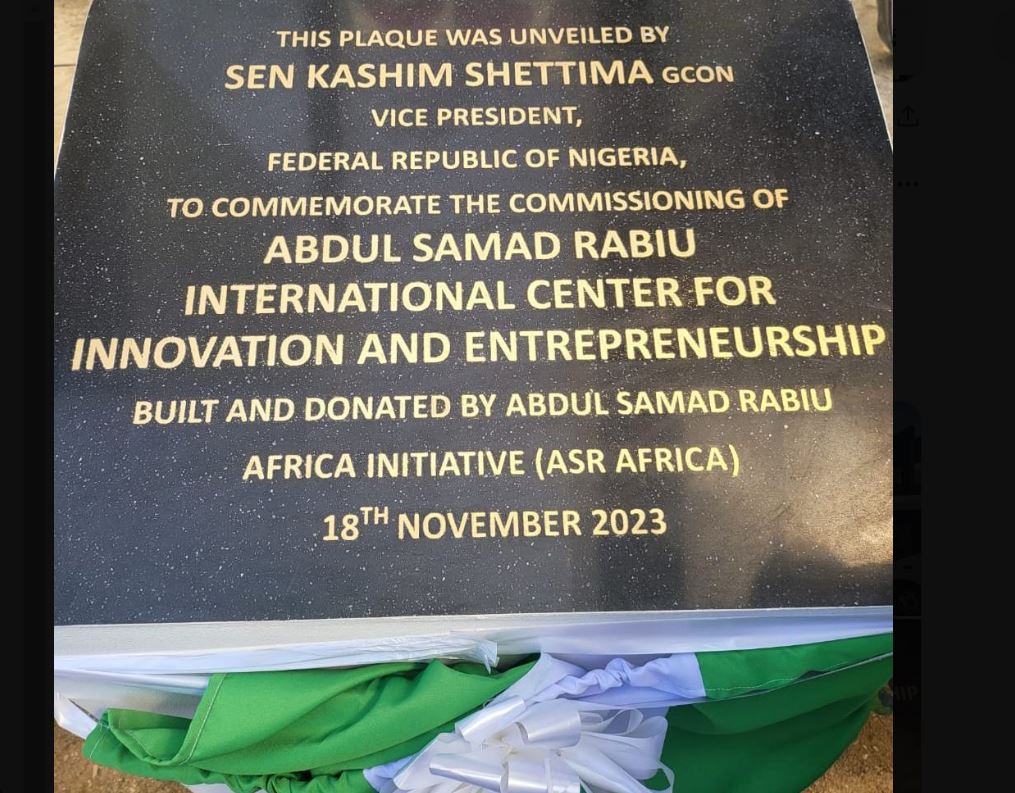 THIS PLAQUE WAS UNVEILED BY
SEN KASHIM SHETTIMA GCON
VICE PRESIDENT,
FEDERAL REPUBLIC OF NIGERIA,
TO COMMEMORATE THE COMMISSIONING OF
ABDUL SAMAD RABIU
INTERNATIONAL CENTER FOR
INNOVATION AND ENTREPRENEURSHIP
BUILT AND DONATED BY ABDUL SAMAD RABIU
AFRICA INITIATIVE (ASR AFRICA)
18TH NOVEMBER 2023